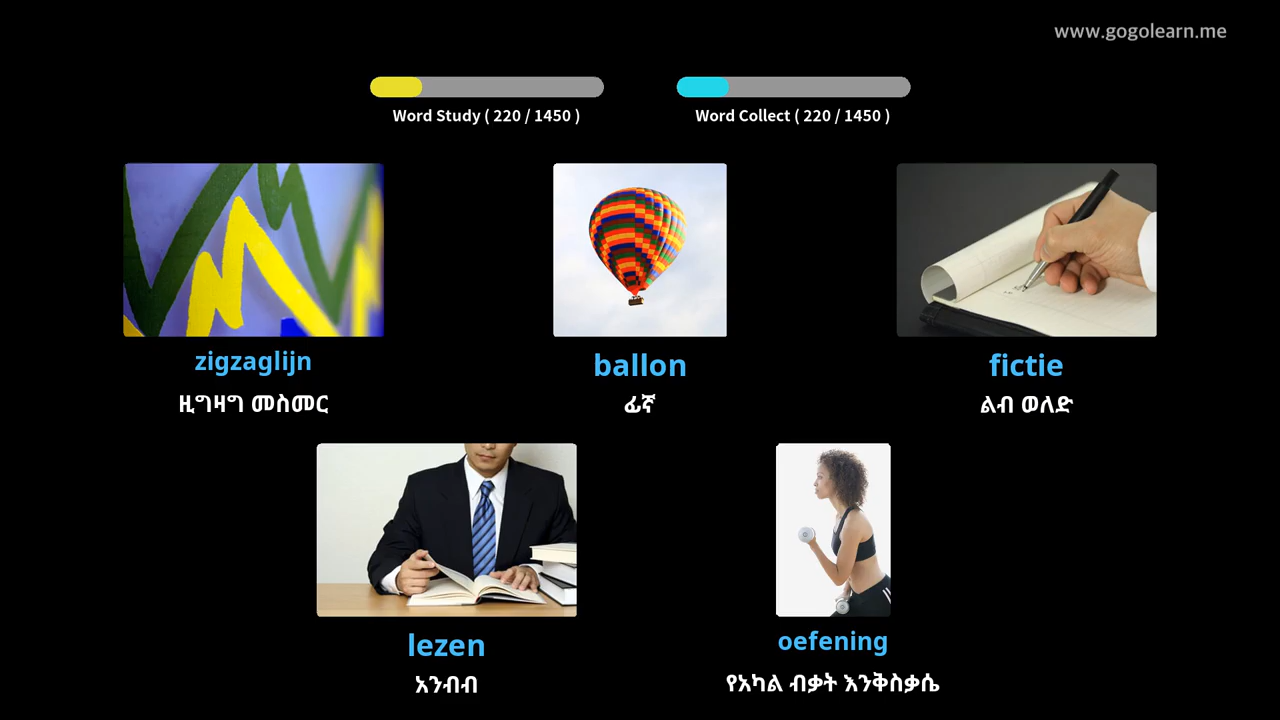 www.gogolearn.me
Word Study ( 220 / 1450 )
Word Collect ( 220 / 1450 )
zigzaglijn
ዚግዛግ መስመር
ballon
ፊኛ
fictie
ልብ ወለድ
lezen
አንብብ
oefening
የአካል ብቃት እንቅስቃሴ